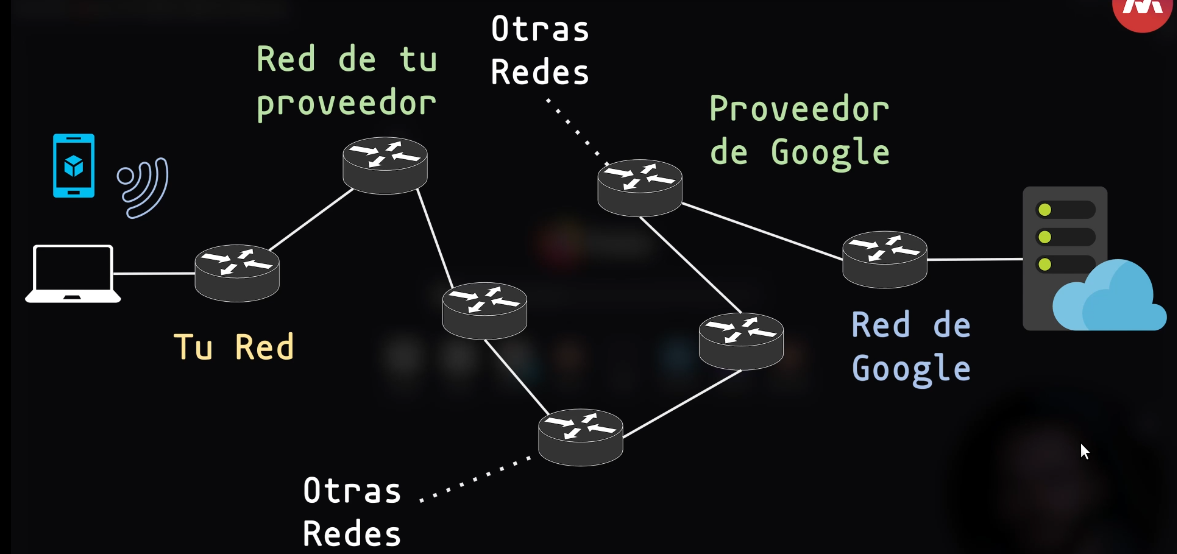 Otras
Redes
Red de tu
proveedor
Proveedor
de Google
Tu Red
Red de
Google
Otras
Redes